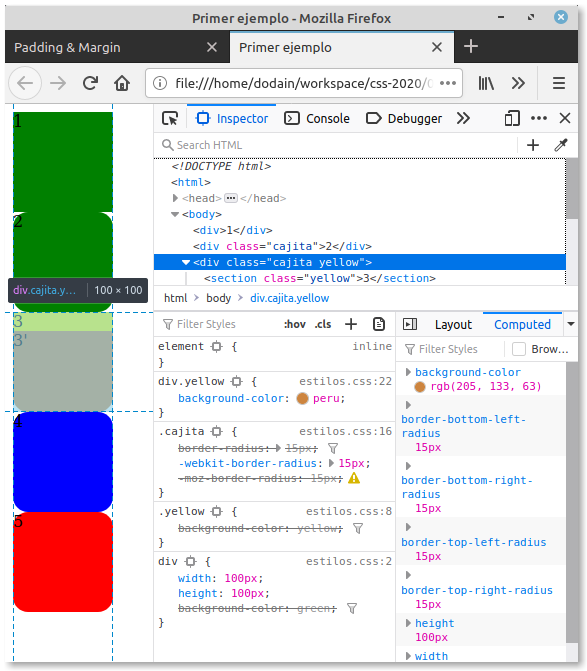 Primer ejemplo - Mozilla Firefox
Padding & Margin
Primer ejemplo
file:///home/dodain/workspace/css-2020/
Inspector
Console
Debugger
Search HTML
<!DOCTYPE html>
<html>
<head> </head>
<body>
<div>1</div>
<div class="cajita">2</div>
<div class="cajita yellow">
<section class="yellow">3</section>
html > body > div.cajita.yellow
1
2
div.cajita.y… 100 × 100
3
3'
4
5
Filter Styles
:hov .cls
element { inline
}
div.yellow { estilos.css:22
background-color: peru;
}
.cajita { estilos.css:16
border-radius: 15px;
-webkit-border-radius: 15px;
-moz-border-radius: 15px;
}
.yellow { estilos.css:8
background-color: yellow;
}
div { estilos.css:2
width: 100px;
height: 100px;
background-color: green;
}
Layout
Computed
Filter Styles
Brow…
background-color
rgb(205, 133, 63)
border-bottom-left-
radius
15px
border-bottom-right-
radius
15px
border-top-left-radius
15px
border-top-right-radius
15px
height
100px
width